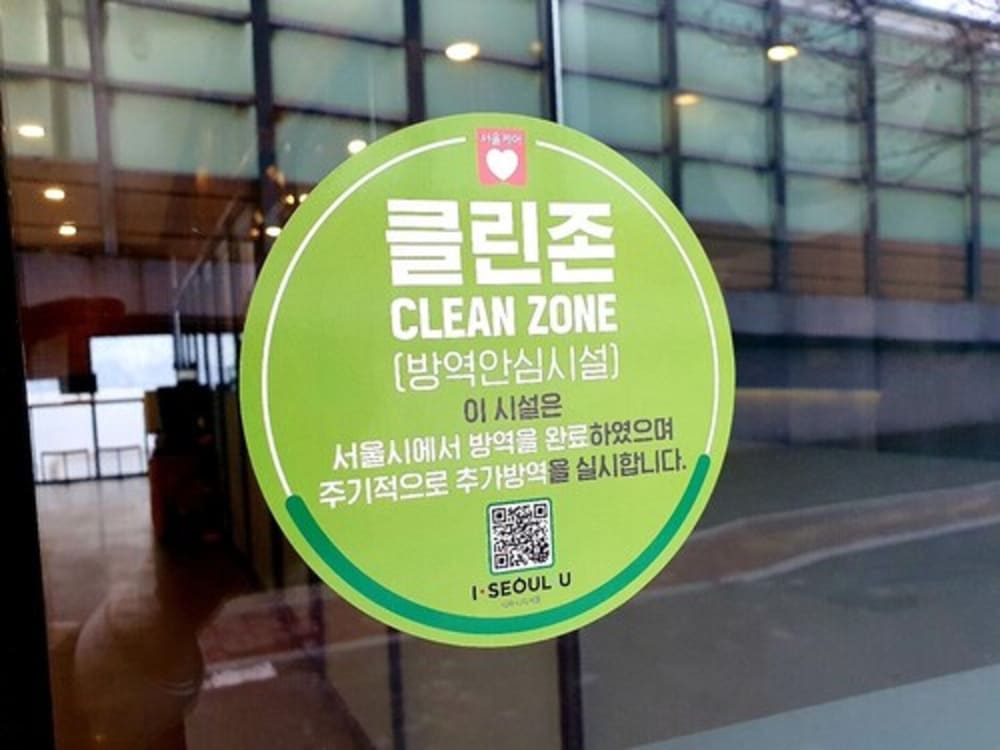 서울케어
클린존
CLEAN ZONE
[방역안심시설]
이 시설은
서울시에서 방역을 완료하였으며
주기적으로 추가방역을 실시합니다.
I·SEOUL·U